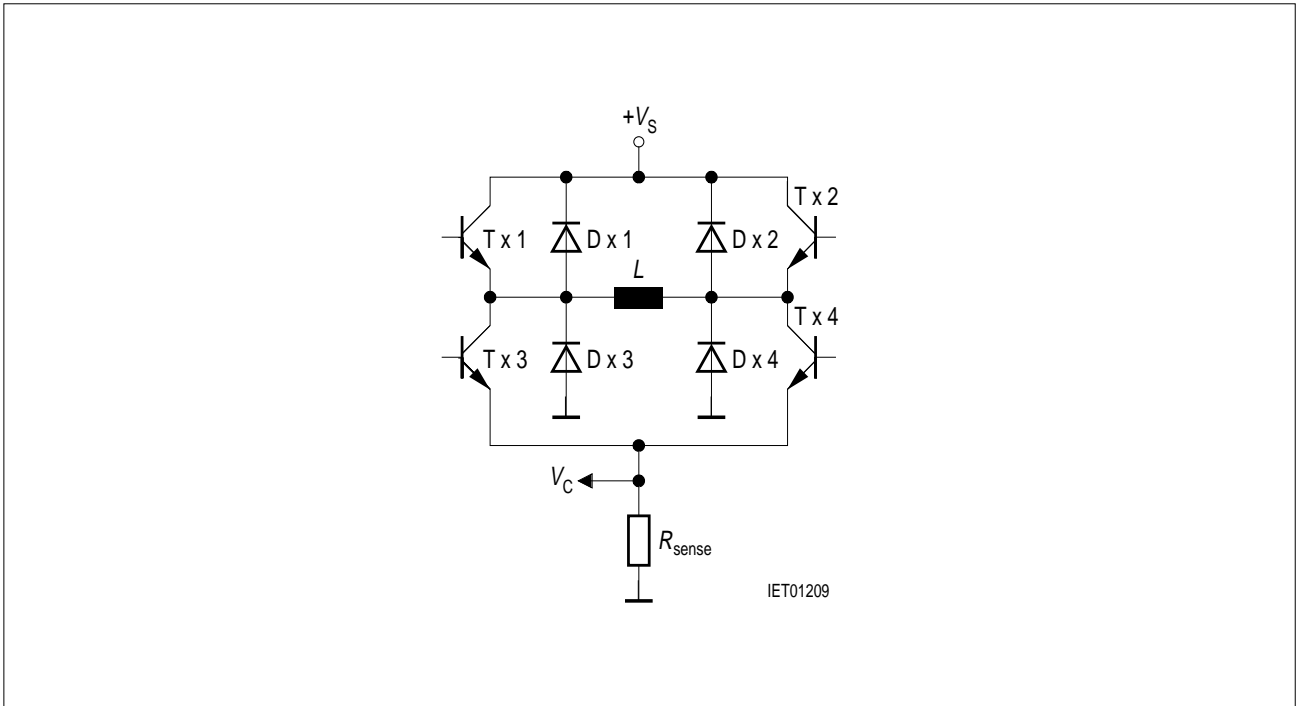 +VS
T x 2
T x 1
D x 1
D x 2
L
T x 4
T x 3
D x 3
D x 4
VC
Rsense
IET01209